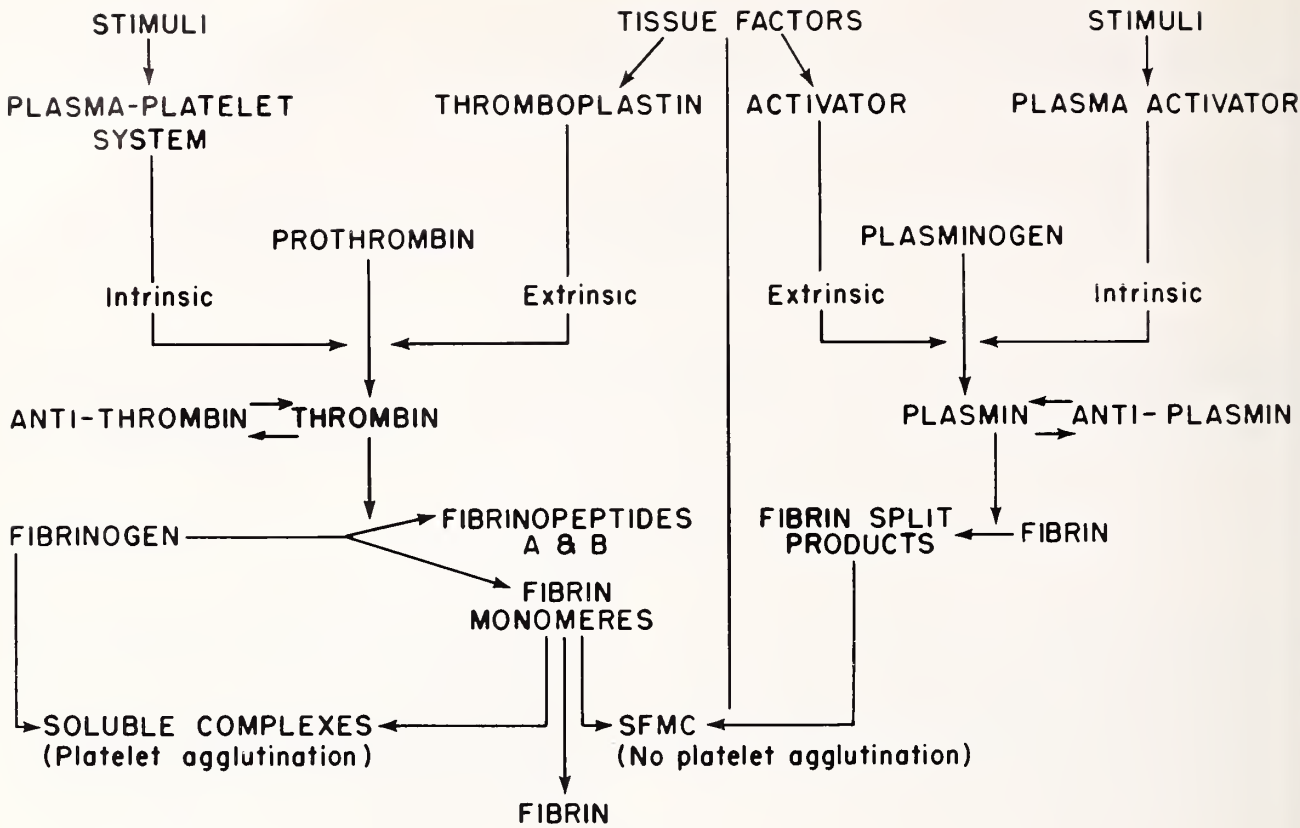 STIMULI
TISSUE FACTORS
STIMULI
PLASMA-PLATELET
SYSTEM
THROMBOPLASTIN
ACTIVATOR
PLASMA ACTIVATOR
PROTHROMBIN
PLASMINOGEN
Intrinsic
Extrinsic
Extrinsic
Intrinsic
ANTI-THROMBIN
THROMBIN
PLASMIN
ANTI-PLASMIN
FIBRINOGEN
FIBRINOPEPTIDES
A & B
FIBRIN SPLIT
PRODUCTS
FIBRIN
FIBRIN
MONOMERES
SOLUBLE COMPLEXES
(Platelet agglutination)
SFMC
(No platelet agglutination)
FIBRIN